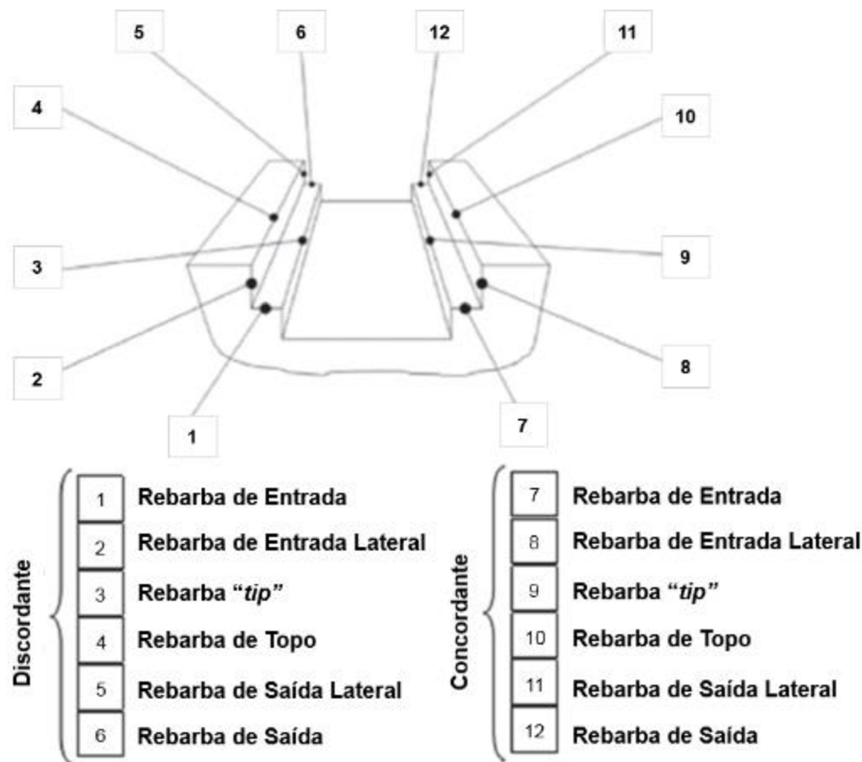 5
6
12
11
4
10
3
9
2
8
1
7
Discordante
1 Rebarba de Entrada
2 Rebarba de Entrada Lateral
3 Rebarba “tip”
4 Rebarba de Topo
5 Rebarba de Saída Lateral
6 Rebarba de Saída
Concordante
7 Rebarba de Entrada
8 Rebarba de Entrada Lateral
9 Rebarba “tip”
10 Rebarba de Topo
11 Rebarba de Saída Lateral
12 Rebarba de Saída